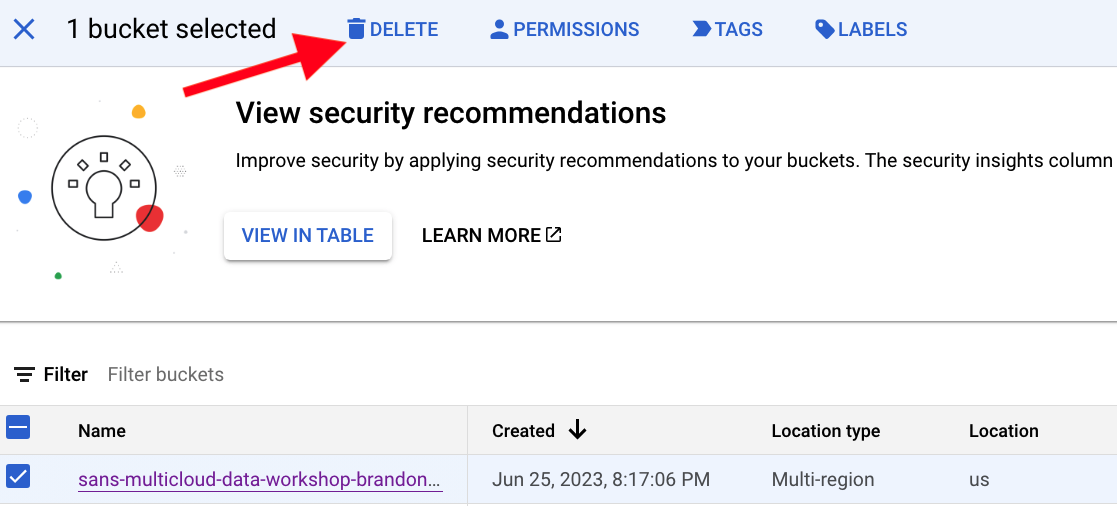 1 bucket selected DELETE PERMISSIONS TAGS LABELS
View security recommendations
Improve security by applying security recommendations to your buckets. The security insights column
VIEW IN TABLE LEARN MORE
Filter Filter buckets
Name Created Location type Location
sans-multicloud-data-workshop-brandon... Jun 25, 2023, 8:17:06 PM Multi-region us